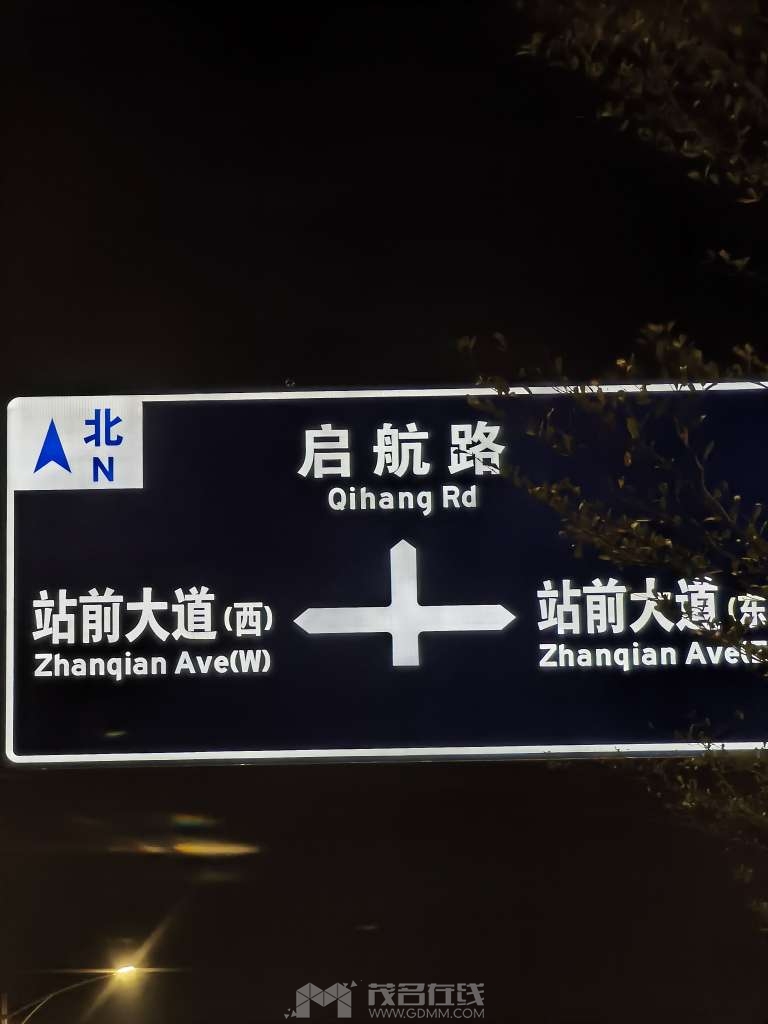 北
N
启航路
Qihang Rd
站前大道(西)
Zhanqian Ave(W)
站前大道(东
Zhanqian Ave(
茂名在线
WWW.GDMM.COM